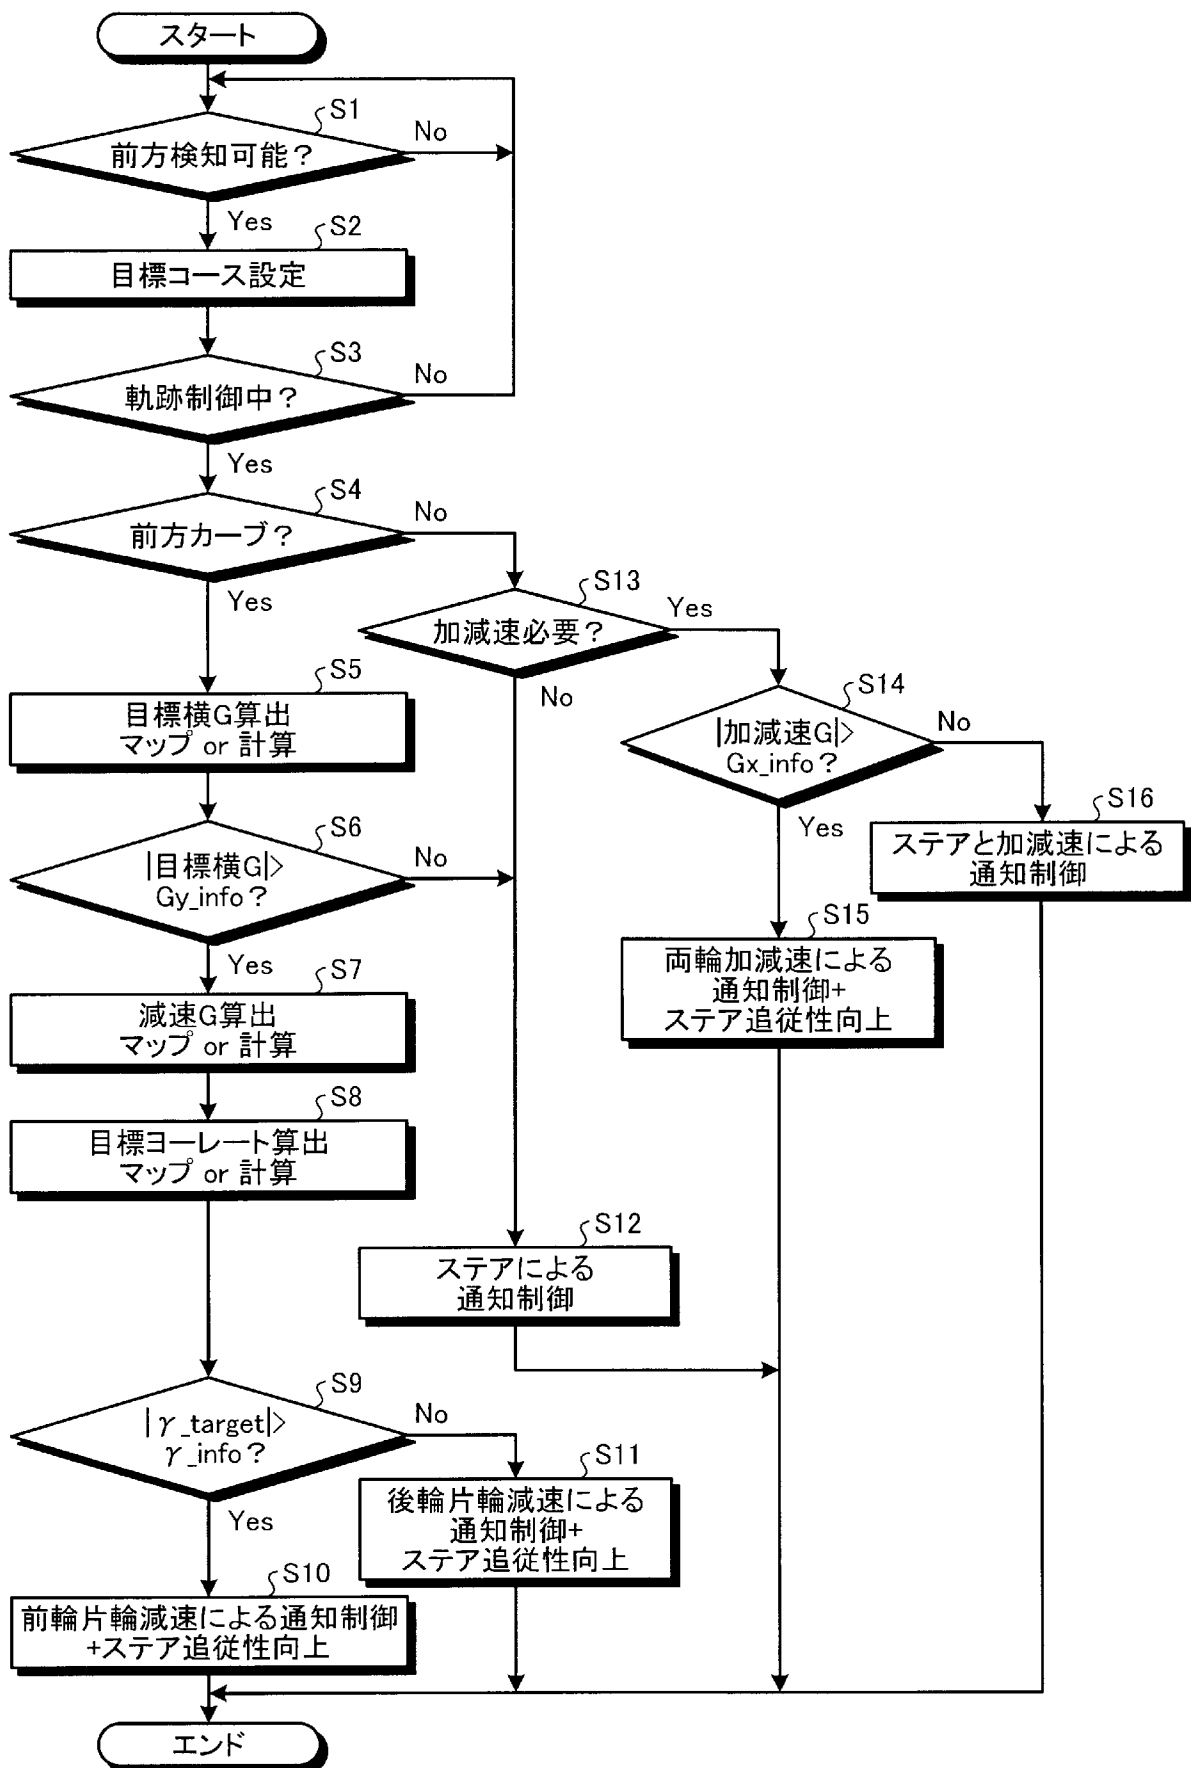 スタート
S1
前方検知可能？
No
Yes
S2
目標コース設定
S3
軌跡制御中？
No
Yes
S4
前方カーブ？
No
Yes
S13
加減速必要？
Yes
No
S5
目標横G算出
マップ or 計算
S14
|加減速G|>
Gx_info？
No
Yes
S6
|目標横G|>
Gy_info？
No
Yes
S16
ステアと加減速による
通知制御
S15
両輪加減速による
通知制御+
ステア追従性向上
S7
減速G算出
マップ or 計算
S8
目標ヨーレート算出
マップ or 計算
S12
ステアによる
通知制御
S9
|γ_target|>
γ_info？
No
Yes
S11
後輪片輪減速による
通知制御+
ステア追従性向上
S10
前輪片輪減速による通知制御
+ステア追従性向上
エンド